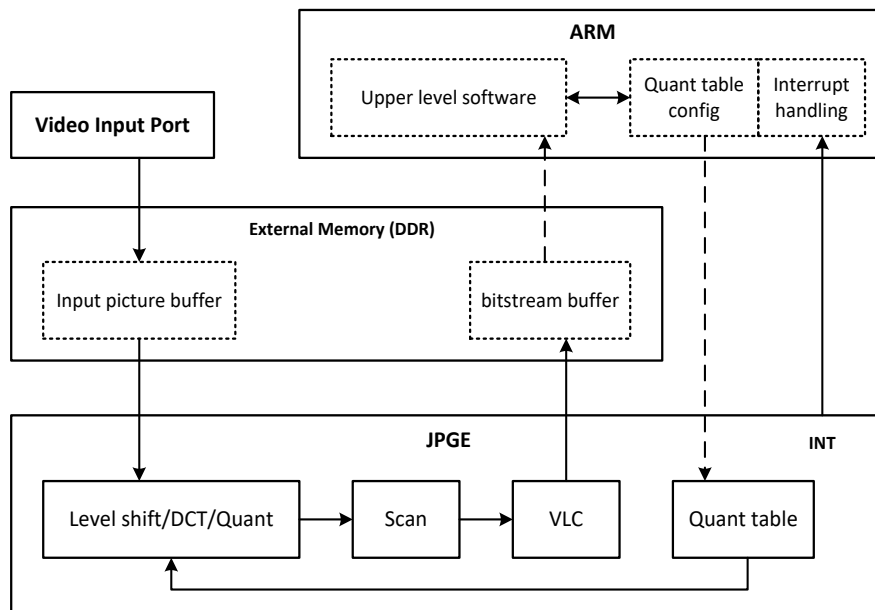 ARM
Upper level software
Quant table
config
Interrupt
handling
Video Input Port
External Memory (DDR)
Input picture buffer
bitstream buffer
JPGE
INT
Level shift/DCT/Quant
Scan
VLC
Quant table